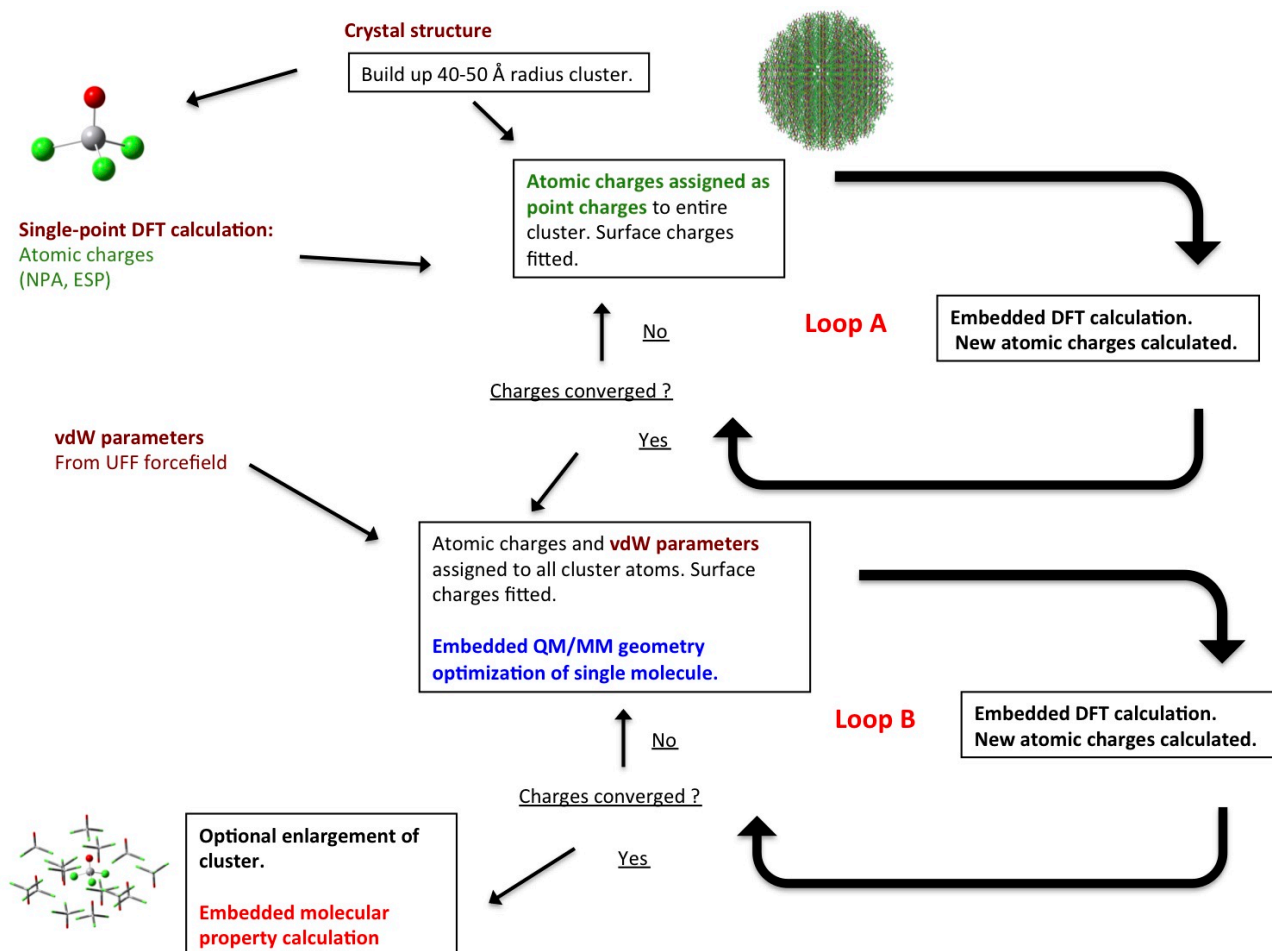 Crystal structure
Build up 40-50 Å radius cluster.
Atomic charges assigned as
point charges to entire
cluster. Surface charges
fitted.
Single-point DFT calculation:
Atomic charges
(NPA, ESP)
Loop A
Embedded DFT calculation.
New atomic charges calculated.
No
Charges converged ?
Yes
vdW parameters
From UFF forcefield
Atomic charges and vdW parameters
assigned to all cluster atoms. Surface
charges fitted.
Embedded QM/MM geometry
optimization of single molecule.
Loop B
Embedded DFT calculation.
New atomic charges calculated.
No
Charges converged ?
Yes
Optional enlargement of
cluster.
Embedded molecular
property calculation